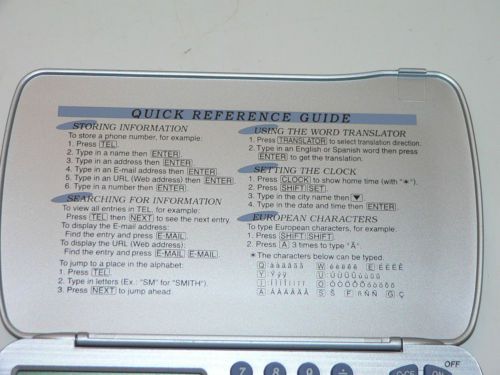 QUICK REFERENCE GUIDE
STORING INFORMATION
To store a phone number, for example:
1. Press TEL.
2. Type in a name then ENTER.
3. Type in an address then ENTER.
4. Type in an E-mail address then ENTER.
5. Type in an URL (Web address) then ENTER.
6. Type in a number then ENTER.
SEARCHING FOR INFORMATION
To view all entries in TEL, for example:
Press TEL then NEXT to see the next entry.
To display the E-mail address:
Find the entry and press E-MAIL.
To display the URL (Web address):
Find the entry and press E-MAIL E-MAIL.
To jump to a place in the alphabet:
1. Press TEL.
2. Type in letters (Ex.: "SM" for "SMITH").
3. Press NEXT to jump ahead.
USING THE WORD TRANSLATOR
1. Press TRANSLATOR to select translation direction.
2. Type in an English or Spanish word then press
ENTER to get the translation.
SETTING THE CLOCK
1. Press CLOCK to show home time (with "*").
2. Press SHIFT SET.
3. Type in the city name then ▼.
4. Type in the date and time then ENTER.
EUROPEAN CHARACTERS
To type European characters, for example:
1. Press SHIFT SHIFT.
2. Press A 3 times to type "Â".
* The characters below can be typed.
Q W E
Y U
I O
A S F G
7 8 9 ÷
OFF
ON